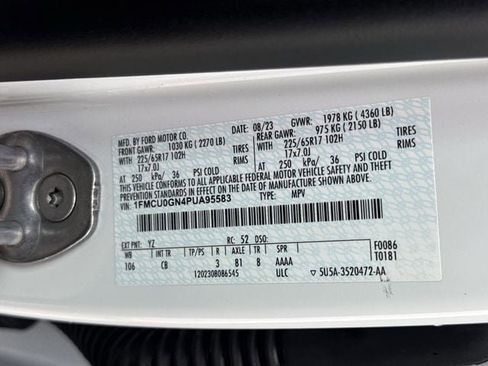 MFD. BY FORD MOTOR CO. 08/23 GVWR: 1978 KG ( 4360 LB)
FRONT GAWR: 1030 KG ( 2270 LB) REAR GAWR: 975 KG ( 2150 LB)
WITH 225/65R17 102H TIRES WITH 225/65R17 102H TIRES
17x7.0J 17x7.0J
AT 250 kPa/ 36 PSI COLD AT 250 kPa/ 36 PSI COLD
THIS VEHICLE CONFORMS TO ALL APPLICABLE FEDERAL MOTOR VEHICLE SAFETY AND THEFT
PREVENTION STANDARDS IN EFFECT ON THE DATE OF MANUFACTURE SHOWN ABOVE.
VIN: 1FMCU0GN4PUA95583 TYPE: MPV
EXT PNT: YZ RC: 52 DSO: F0086
WB INT TR TP/PS R AXLE TR SPR T0181
106 CB 3 81 8 AAAA
1202308086545 ULC 5U5A-3520472-AA